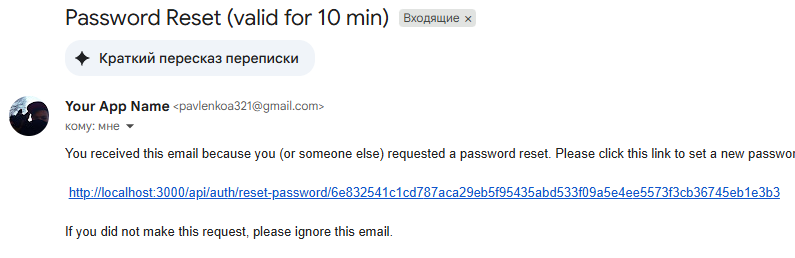 Password Reset (valid for 10 min) Входящие ×
Краткий пересказ переписки
Your App Name <pavlenkoa321@gmail.com>
кому: мне
You received this email because you (or someone else) requested a password reset. Please click this link to set a new passwor
http://localhost:3000/api/auth/reset-password/6e832541c1cd787aca29eb5f95435abd533f09a5e4ee5573f3cb36745eb1e3b3
If you did not make this request, please ignore this email.